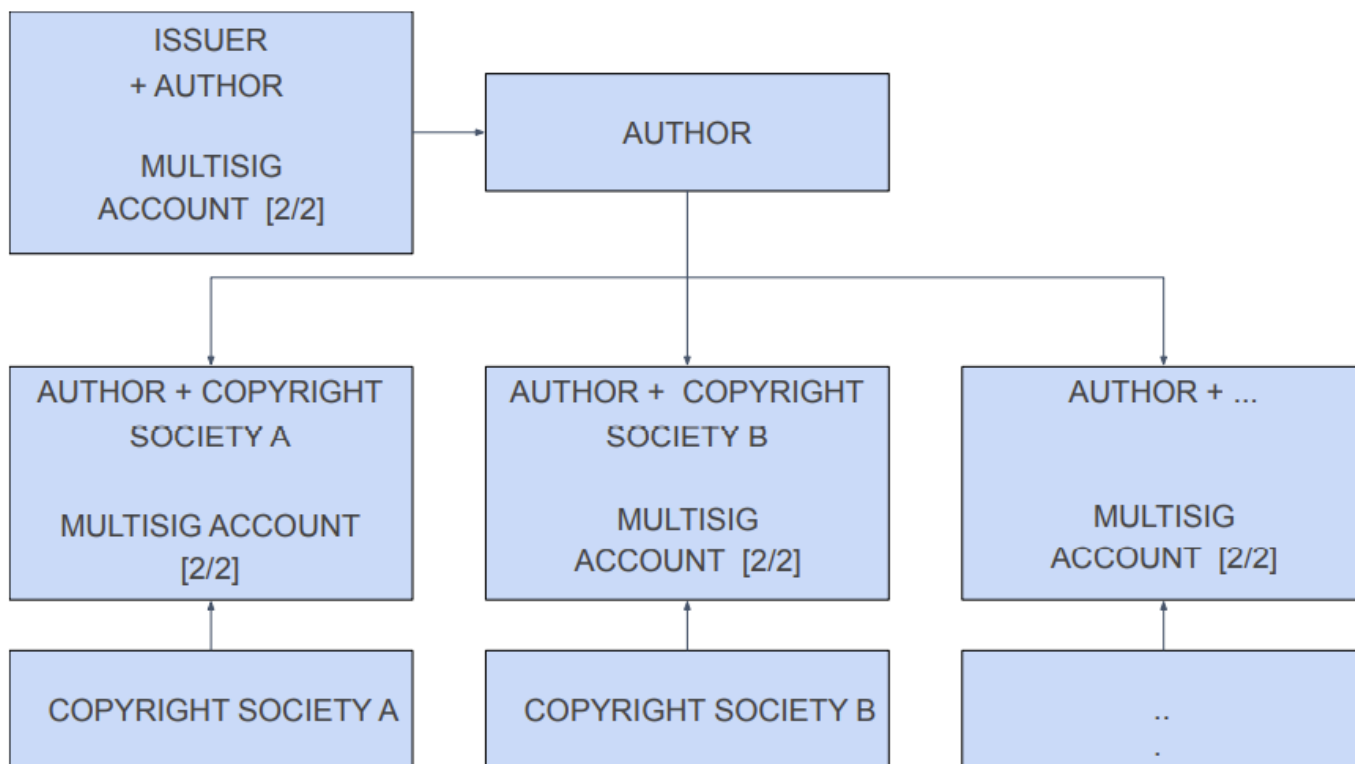 ISSUER
+ AUTHOR
MULTISIG
ACCOUNT [2/2]
AUTHOR
AUTHOR + COPYRIGHT
SOCIETY A
MULTISIG ACCOUNT
[2/2]
AUTHOR + COPYRIGHT
SOCIETY B
MULTISIG
ACCOUNT [2/2]
AUTHOR + ...
MULTISIG
ACCOUNT [2/2]
COPYRIGHT SOCIETY A
COPYRIGHT SOCIETY B
..
.